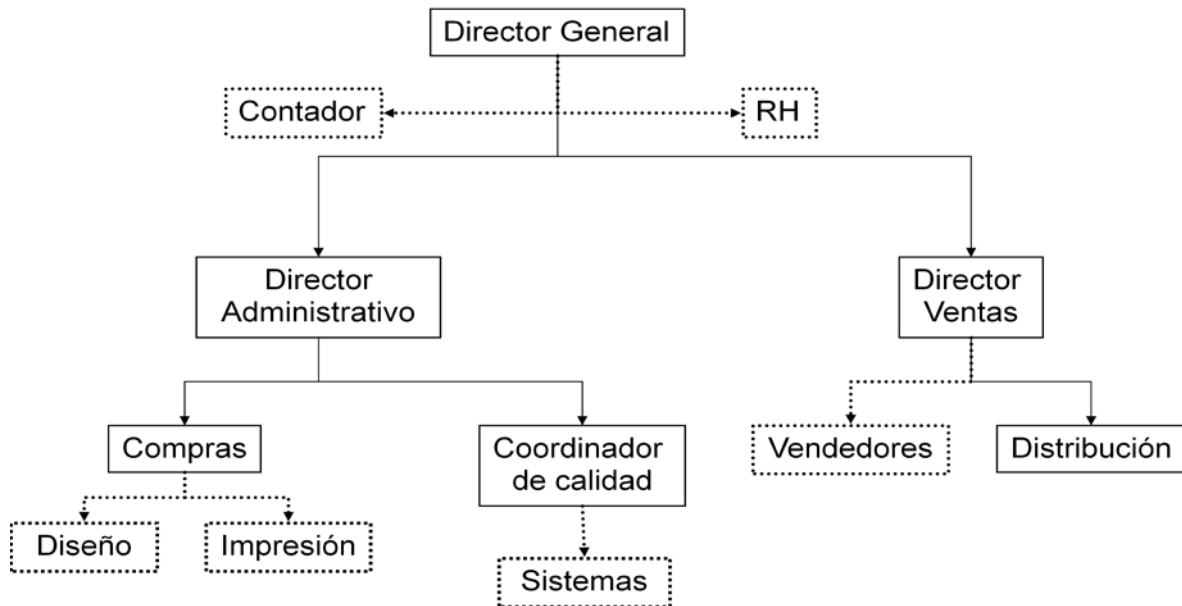 Director General
Contador
RH
Director
Administrativo
Director
Ventas
Compras
Coordinador
de calidad
Vendedores
Distribución
Diseño
Impresión
Sistemas